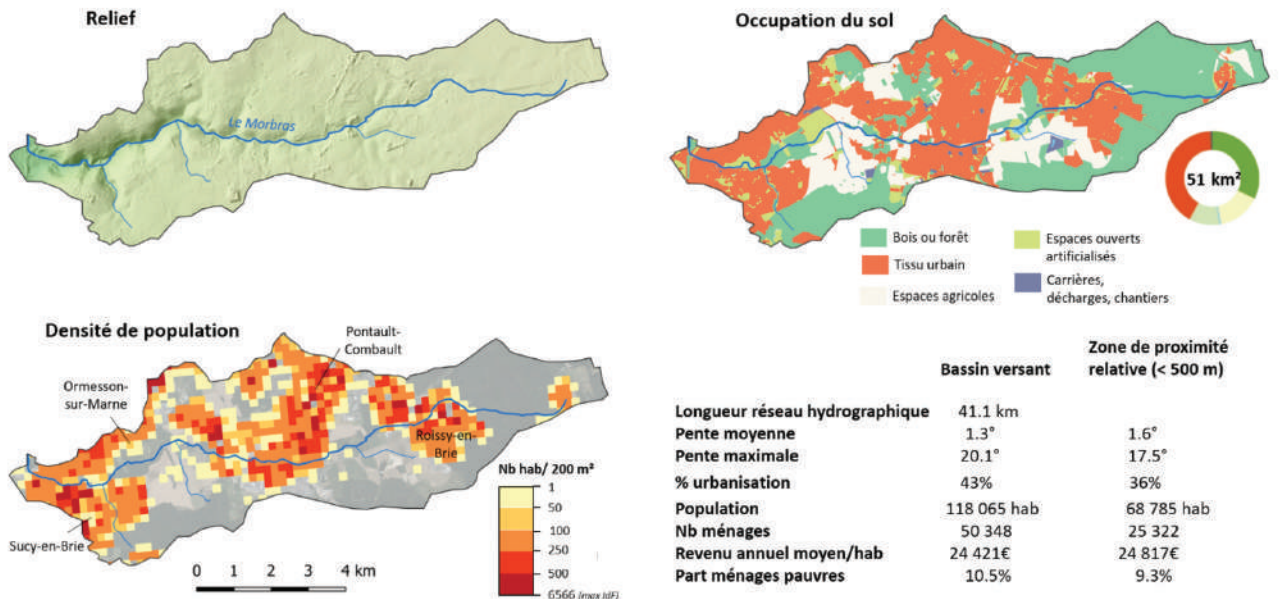 Relief
Le Morbras
Occupation du sol
51 km²
Bois ou forêt
Tissu urbain
Espaces agricoles
Espaces ouverts
artificialisés
Carrières,
décharges, chantiers
Densité de population
Pontault-
Combault
Ormesson-
sur-Marne
Roissy-en-
Brie
Sucy-en-Brie
0 1 2 3 4 km
Nb hab/ 200 m²
1
50
100
250
500
6566 (max IdF)
Bassin versant
Zone de proximité
relative (< 500 m)
Longueur réseau hydrographique 41.1 km
Pente moyenne 1.3° 1.6°
Pente maximale 20.1° 17.5°
% urbanisation 43% 36%
Population 118 065 hab 68 785 hab
Nb ménages 50 348 25 322
Revenu annuel moyen/hab 24 421€ 24 817€
Part ménages pauvres 10.5% 9.3%